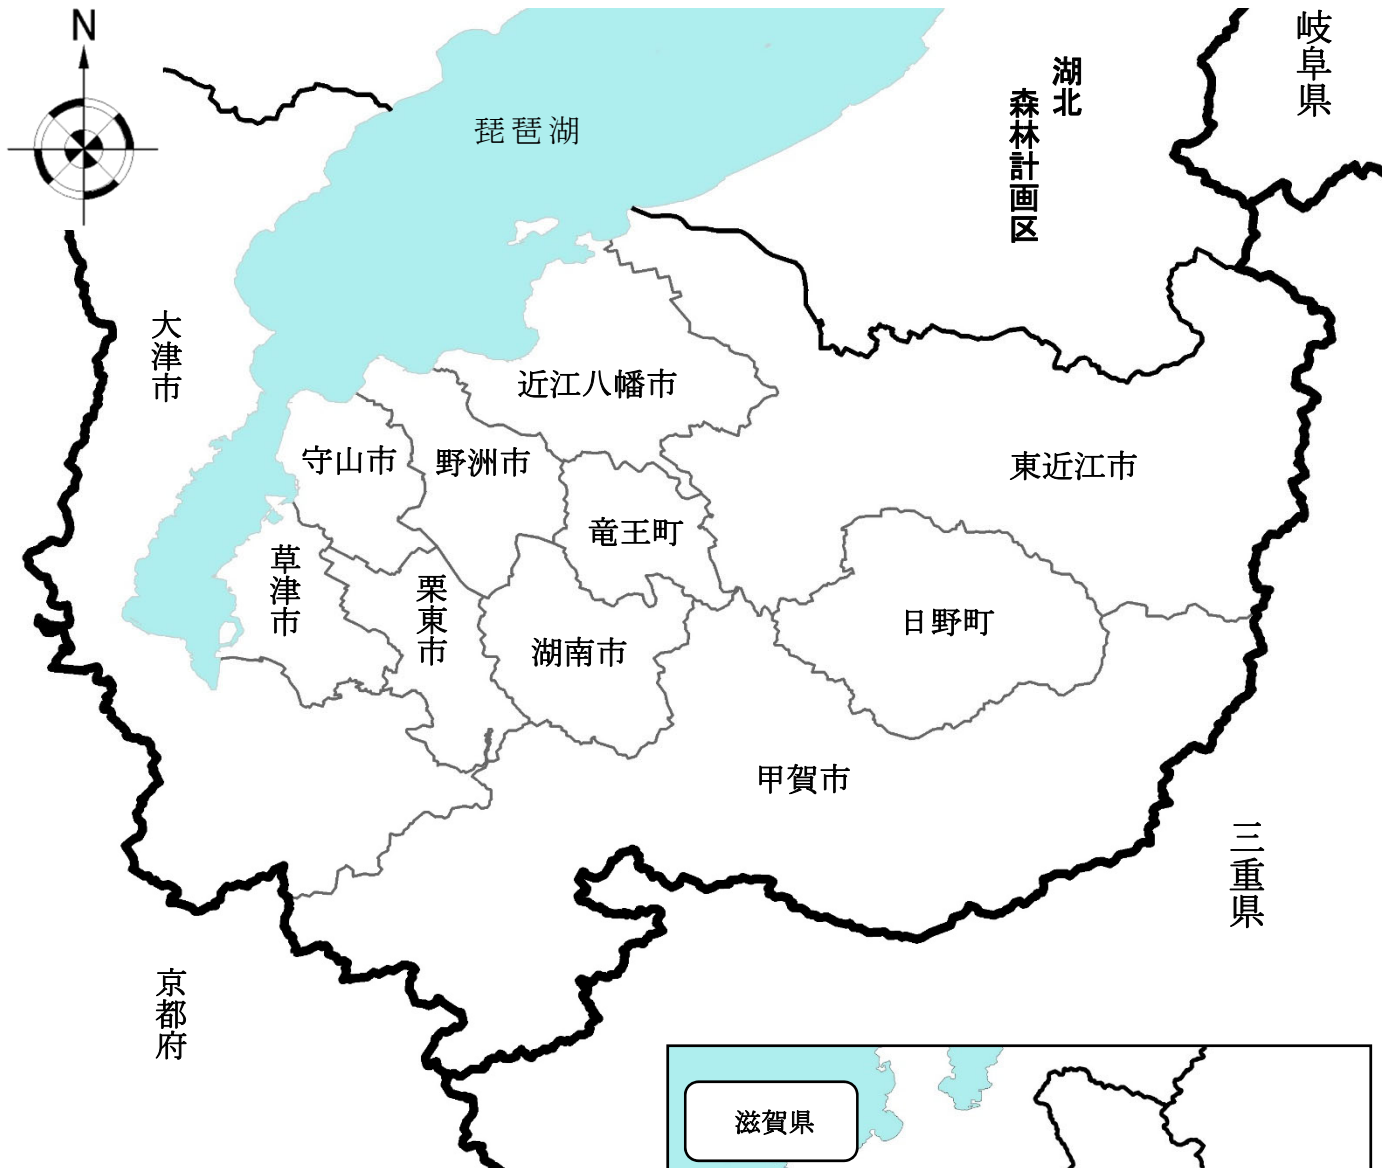 N
岐阜県
湖北
森林計画区
琵琶湖
大津市
近江八幡市
守山市
野洲市
東近江市
竜王町
草津市
栗東市
湖南市
日野町
甲賀市
三重県
京都府
滋賀県